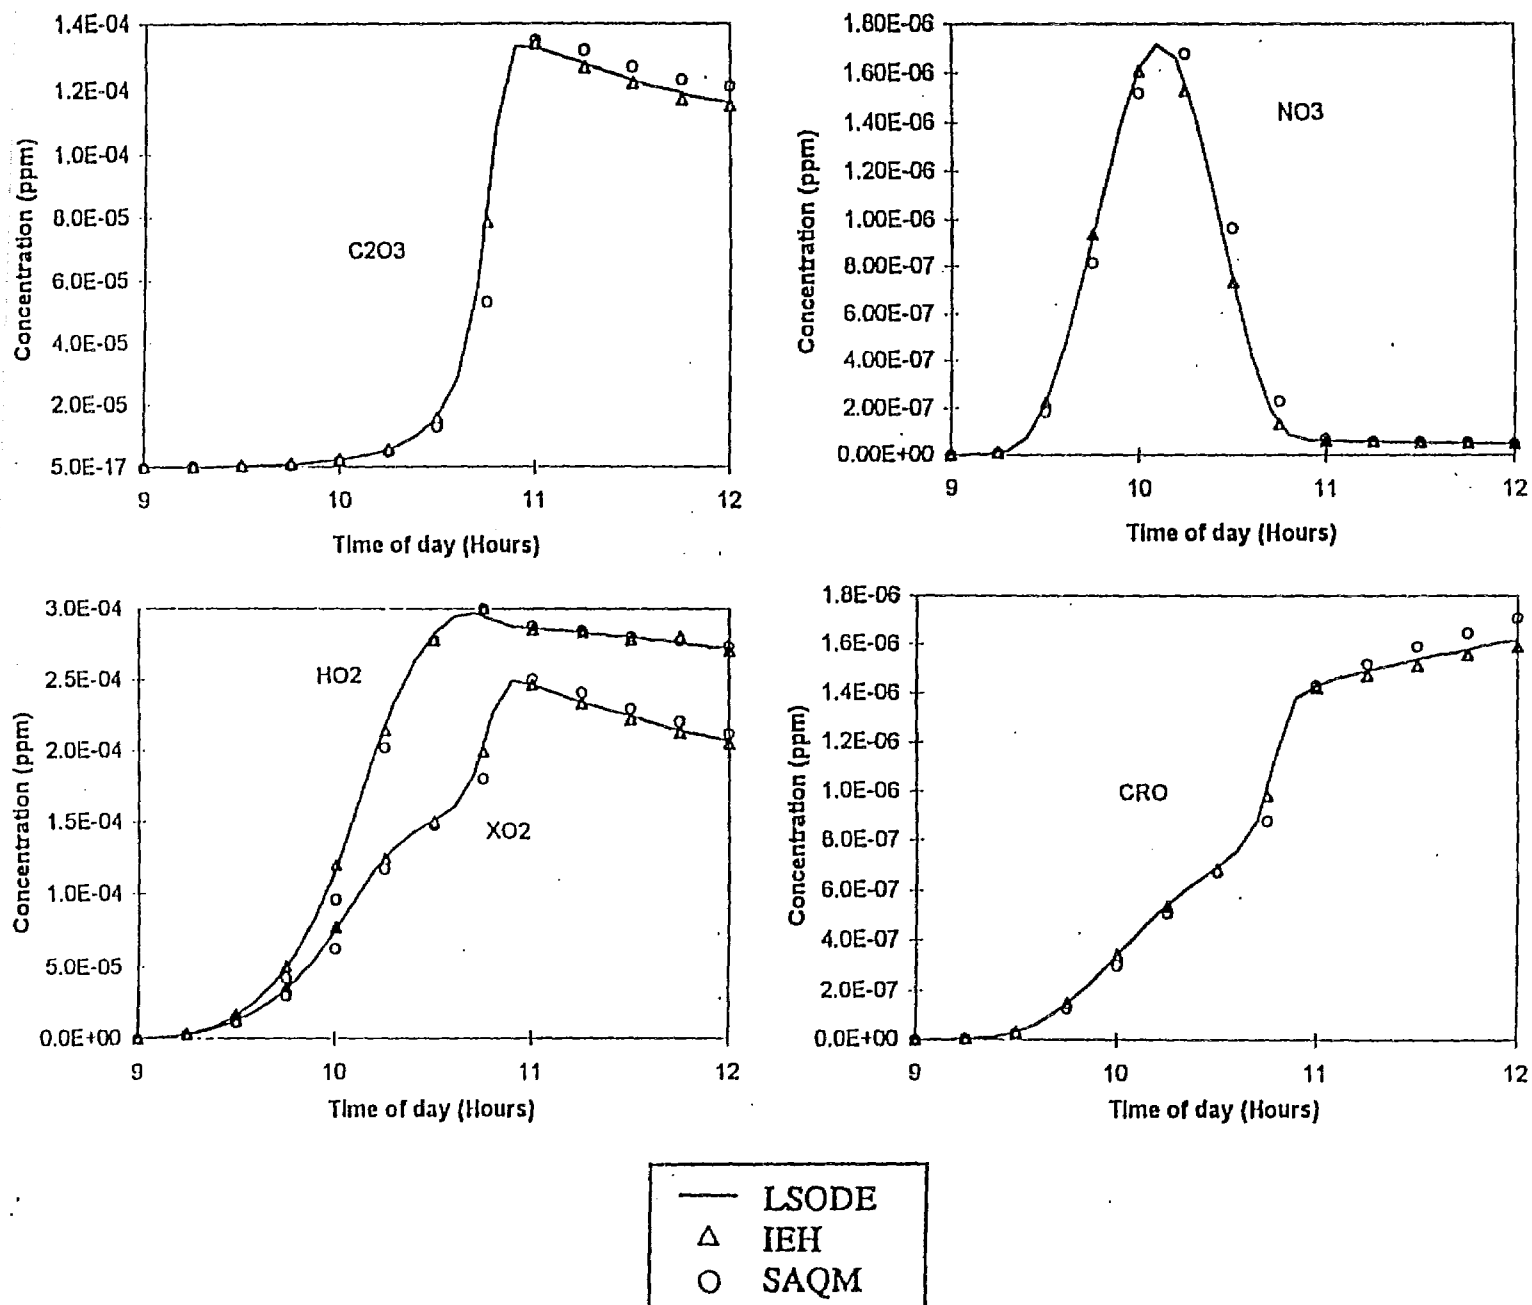 1.4E-04
1.2E-04
1.0E-04
8.0E-05
6.0E-05
4.0E-05
2.0E-05
5.0E-17
Concentration (ppm)
C2O3
9 10 11 12
Time of day (Hours)
1.80E-06
1.60E-06
1.40E-06
1.20E-06
1.00E-06
8.00E-07
6.00E-07
4.00E-07
2.00E-07
0.00E+00
Concentration (ppm)
NO3
9 10 11 12
Time of day (Hours)
3.0E-04
2.5E-04
2.0E-04
1.5E-04
1.0E-04
5.0E-05
0.0E+00
Concentration (ppm)
HO2
XO2
9 10 11 12
Time of day (Hours)
1.8E-06
1.6E-06
1.4E-06
1.2E-06
1.0E-06
8.0E-07
6.0E-07
4.0E-07
2.0E-07
0.0E+00
Concentration (ppm)
CRO
9 10 11 12
Time of day (Hours)
LSODE
IEH
SAQM